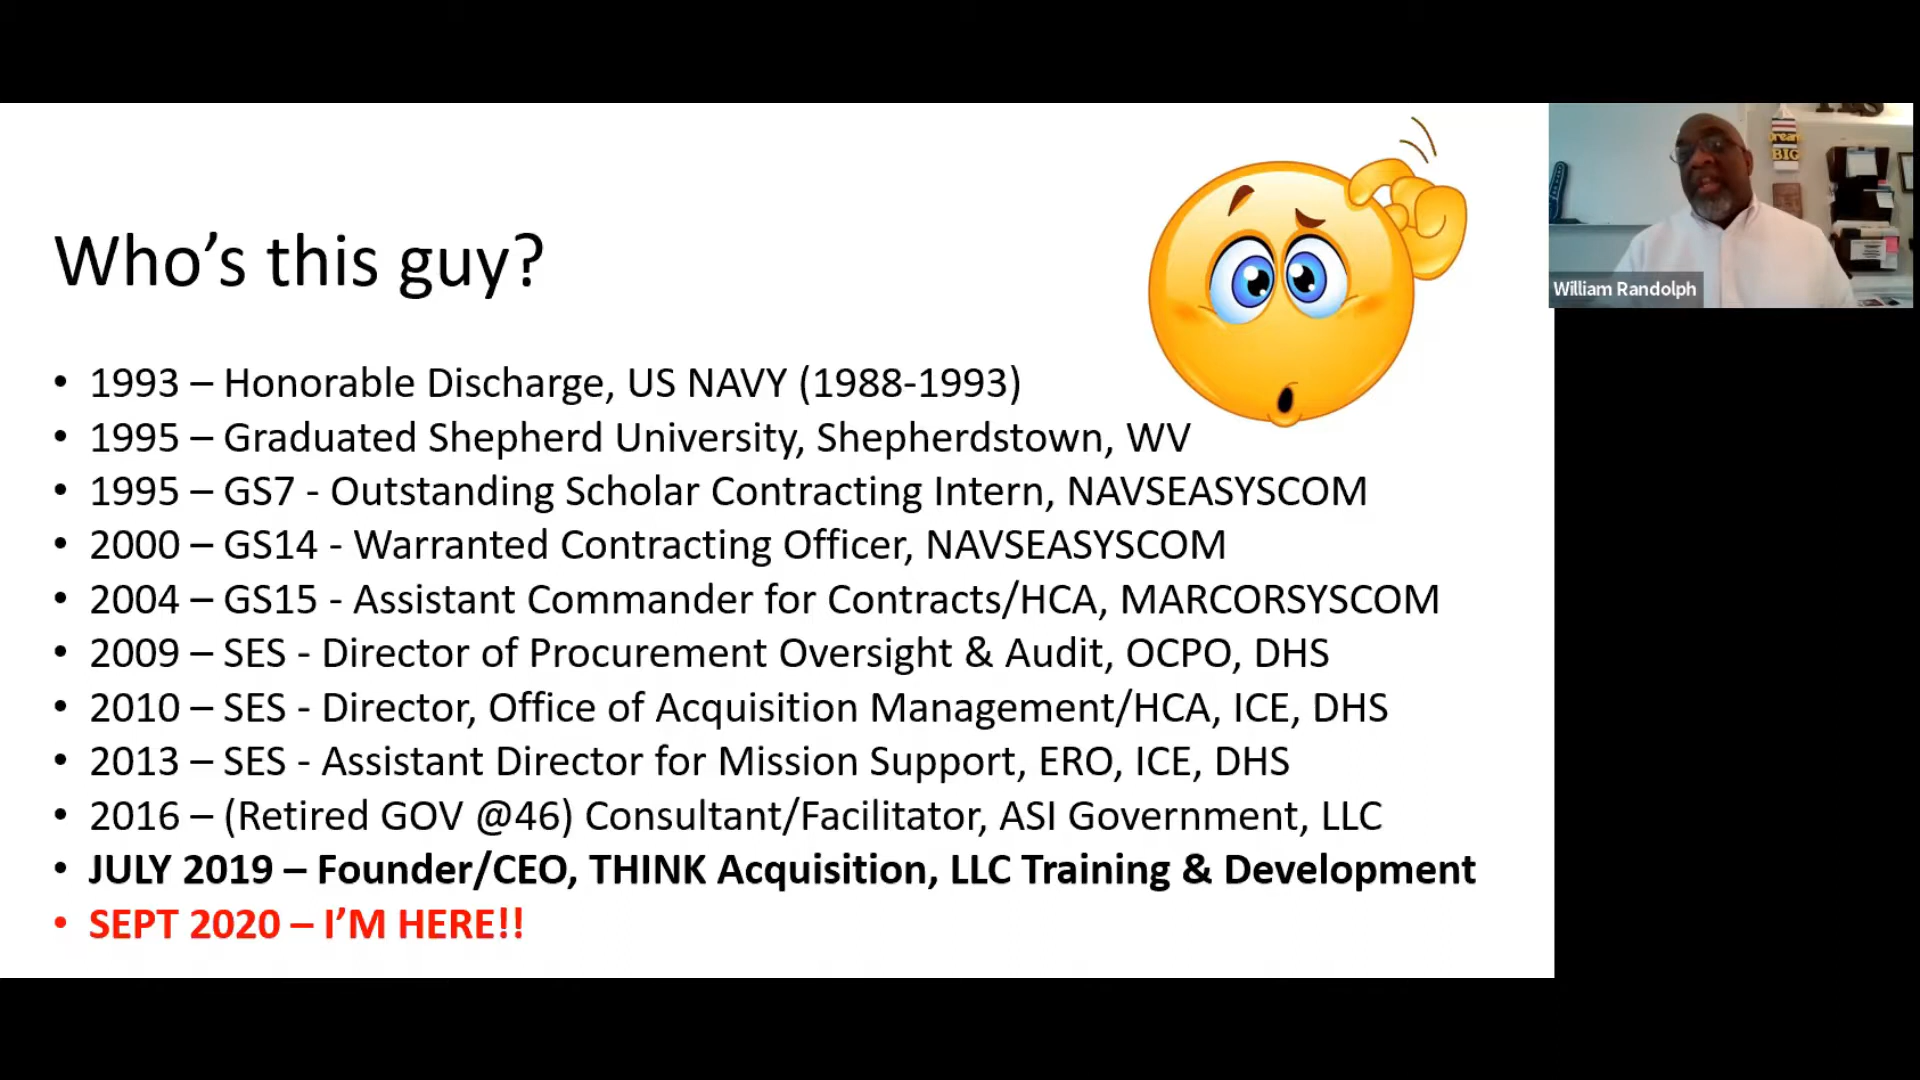 Who’s this guy?
• 1993 – Honorable Discharge, US NAVY (1988-1993)
• 1995 – Graduated Shepherd University, Shepherdstown, WV
• 1995 – GS7 - Outstanding Scholar Contracting Intern, NAVSEASYSCOM
• 2000 – GS14 - Warranted Contracting Officer, NAVSEASYSCOM
• 2004 – GS15 - Assistant Commander for Contracts/HCA, MARCORSYSCOM
• 2009 – SES - Director of Procurement Oversight & Audit, OCPO, DHS
• 2010 – SES - Director, Office of Acquisition Management/HCA, ICE, DHS
• 2013 – SES - Assistant Director for Mission Support, ERO, ICE, DHS
• 2016 – (Retired GOV @46) Consultant/Facilitator, ASI Government, LLC
• JULY 2019 – Founder/CEO, THINK Acquisition, LLC Training & Development
• SEPT 2020 – I’M HERE!!
BIG
William Randolph